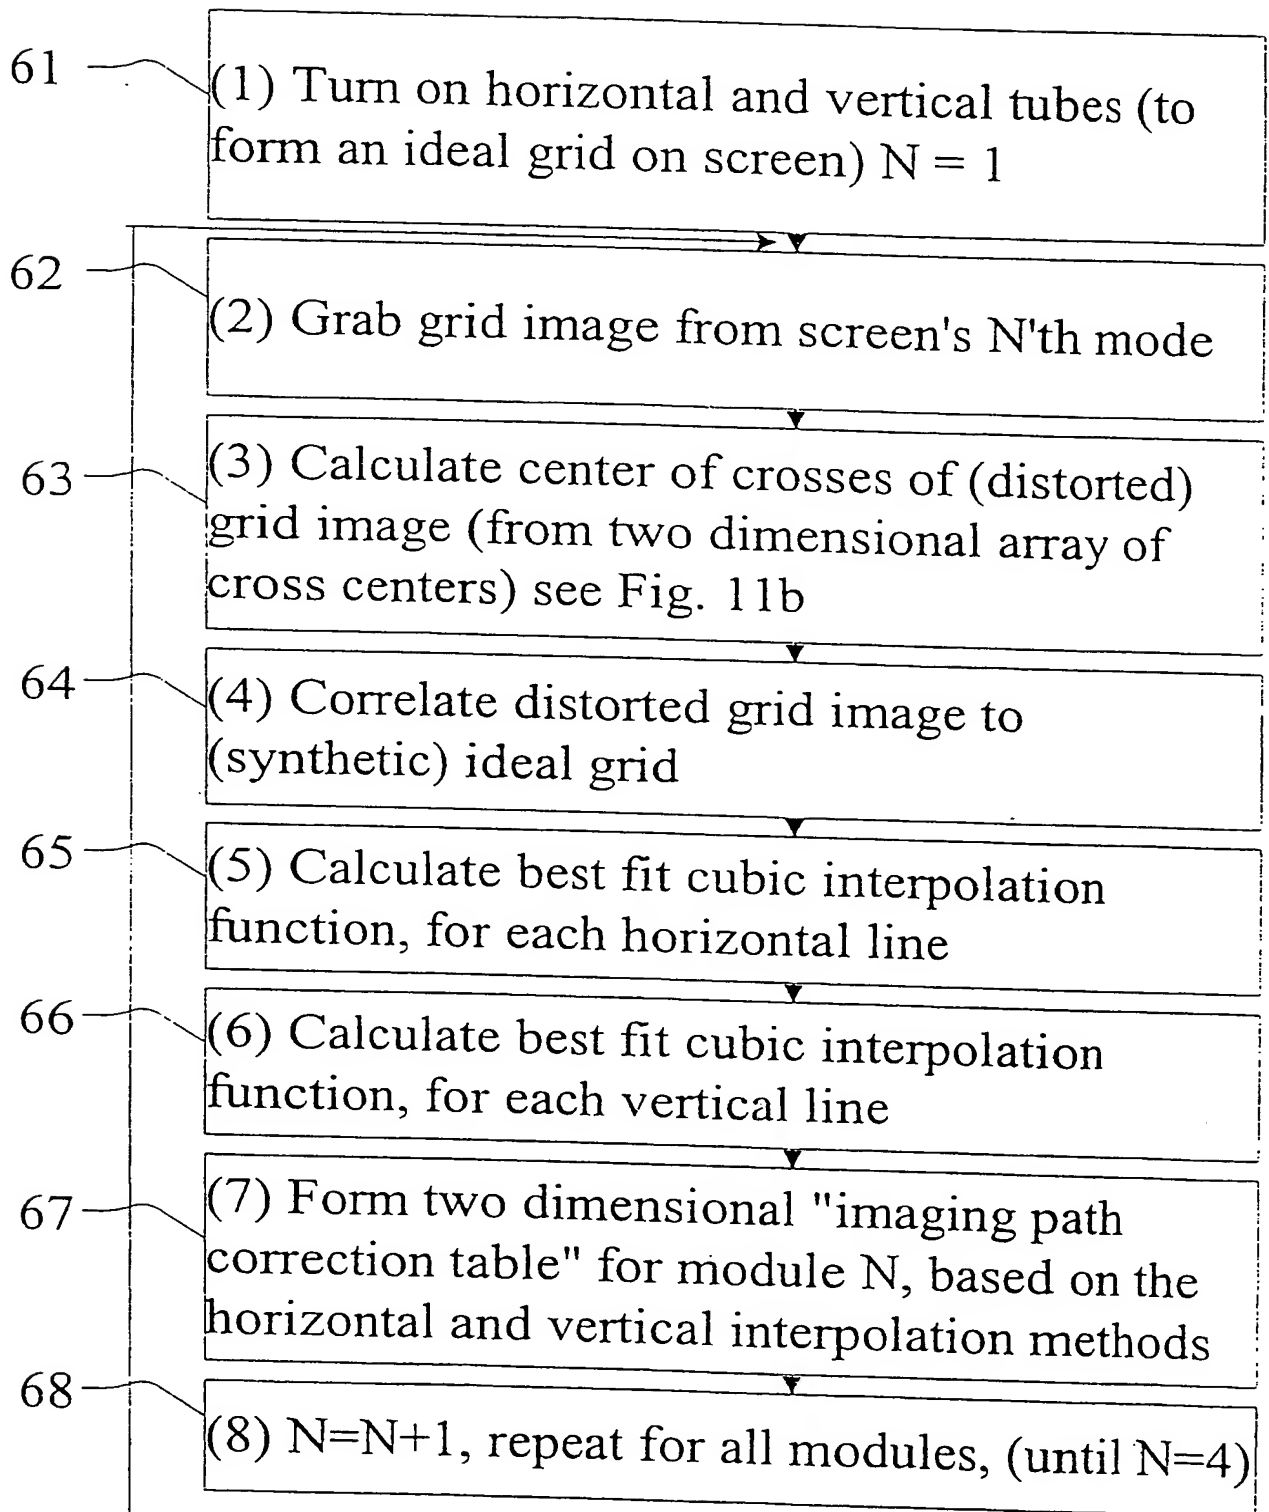 61
(1) Turn on horizontal and vertical tubes (to
form an ideal grid on screen) N = 1
62
(2) Grab grid image from screen's N'th mode
63
(3) Calculate center of crosses of (distorted)
grid image (from two dimensional array of
cross centers) see Fig. 11b
64
(4) Correlate distorted grid image to
(synthetic) ideal grid
65
(5) Calculate best fit cubic interpolation
function, for each horizontal line
66
(6) Calculate best fit cubic interpolation
function, for each vertical line
67
(7) Form two dimensional "imaging path
correction table" for module N, based on the
horizontal and vertical interpolation methods
68
(8) N=N+1, repeat for all modules, (until N=4)